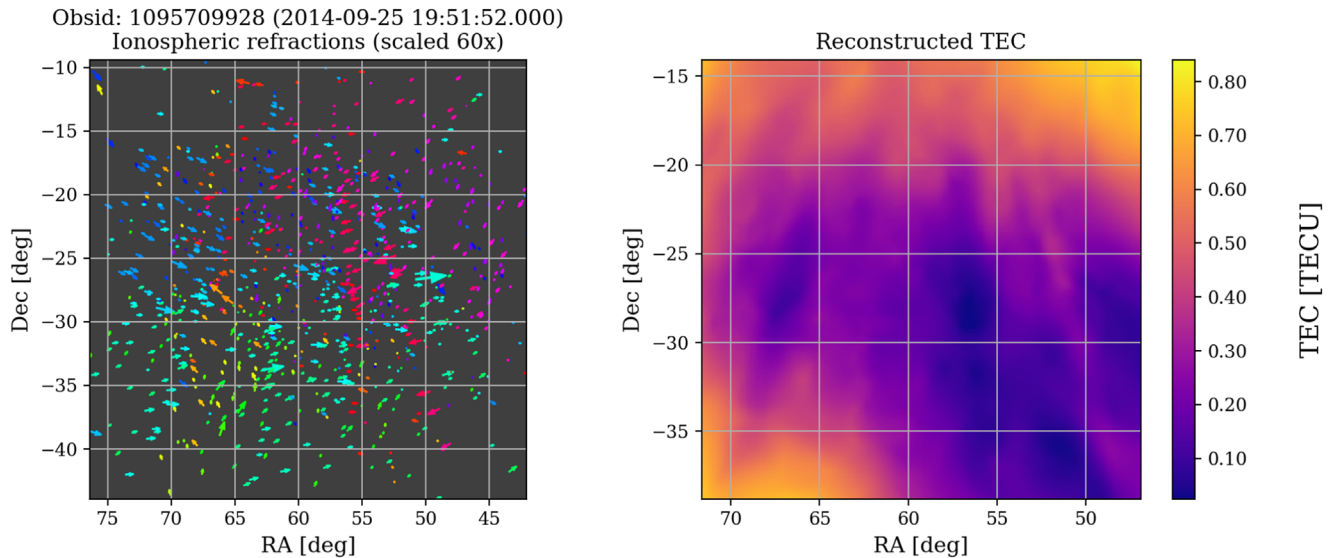 Obsid: 1095709928 (2014-09-25 19:51:52.000)
Ionospheric refractions (scaled 60x)
−10
−15
−20
−25
−30
−35
−40
Dec [deg]
75 70 65 60 55 50 45
RA [deg]
Reconstructed TEC
−15
−20
−25
−30
−35
Dec [deg]
70 65 60 55 50
RA [deg]
0.80
0.70
0.60
0.50
0.40
0.30
0.20
0.10
TEC [TECU]